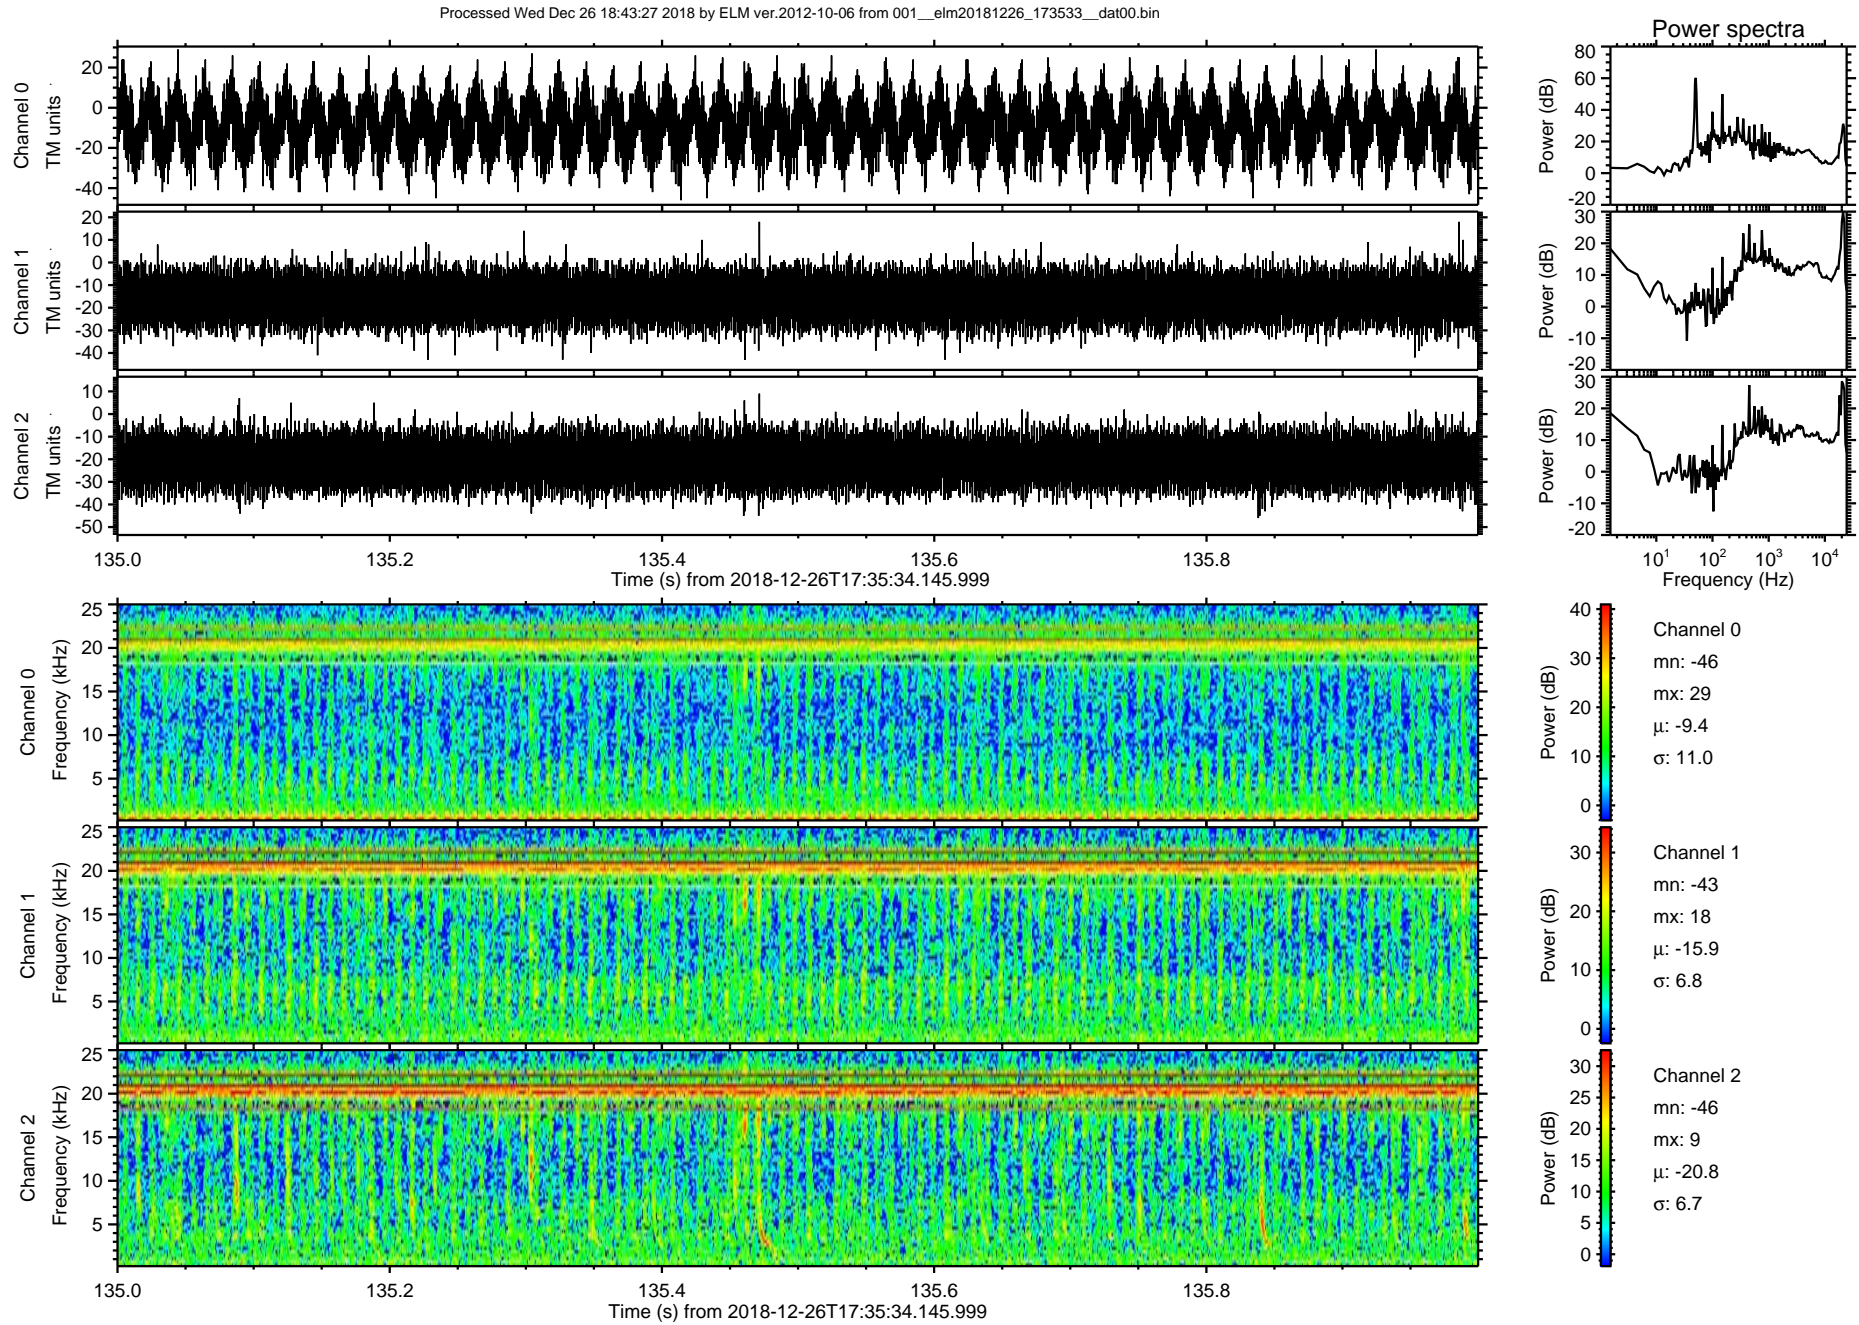 Processed Wed Dec 26 18:43:27 2018 by ELM ver.2012-10-06 from 001__elm20181226_173533__dat00.bin
Power spectra
Channel 0
TM units
20
0
-20
-40
Power (dB)
80
60
40
20
0
-20
Channel 1
TM units
20
10
0
-10
-20
-30
-40
Power (dB)
30
20
10
0
-10
-20
Channel 2
TM units
10
0
-10
-20
-30
-40
-50
Power (dB)
30
20
10
0
-10
-20
135.0 135.2 135.4 135.6 135.8
Time (s) from 2018-12-26T17:35:34.145.999
10^1 10^2 10^3 10^4
Frequency (Hz)
Channel 0
Frequency (kHz)
25
20
15
10
5
Power (dB)
40
30
20
10
0
Channel 0
mn: -46
mx: 29
μ: -9.4
σ: 11.0
Channel 1
Frequency (kHz)
25
20
15
10
5
Power (dB)
30
20
10
0
Channel 1
mn: -43
mx: 18
μ: -15.9
σ: 6.8
Channel 2
Frequency (kHz)
25
20
15
10
5
Power (dB)
30
25
20
15
10
5
0
Channel 2
mn: -46
mx: 9
μ: -20.8
σ: 6.7
135.0 135.2 135.4 135.6 135.8
Time (s) from 2018-12-26T17:35:34.145.999